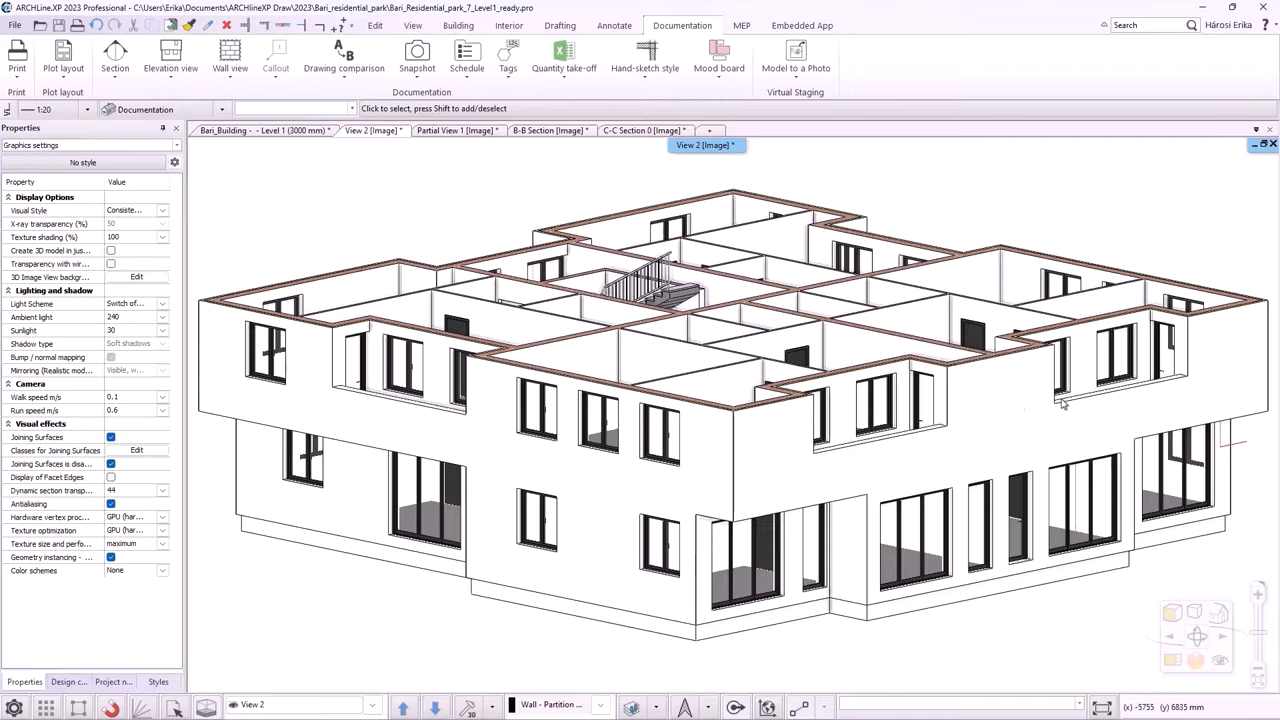 ARCHLine.XP 2023 Professional - C:\Users\Erika\Documents\ARCHlineXP Draw\2023\Bari_residential_park\Bari_Residential_park_7_Level1_ready.pro
Edit View Building Interior Drafting Annotate Documentation MEP Embedded App Search Hárosi Erika
Print Plot layout Section Elevation view Wall view Callout Drawing comparison Snapshot Schedule Tags Quantity take-off Hand-sketch style Mood board Model to a Photo
Print Plot layout Documentation Virtual Staging
1:20 Documentation Click to select, press Shift to add/deselect
Properties Bari_Building - - Level 1 (3000 mm) * View 2 [Image] * Partial View 1 [Image] * B-B Section [Image] * C-C Section 0 [Image] * +
Graphics settings View 2 [Image] *
No style
Property Value
Display Options
Visual Style Consiste...
X-ray transparency (%) 50
Texture shading (%) 100
Create 3D model in jus...
Transparency with wir...
3D Image View backgr... Edit
Lighting and shadow
Light Scheme Switch of...
Ambient light 240
Sunlight 30
Shadow type Soft shadows
Bump / normal mapping
Mirroring (Realistic mod... Visible, w...
Camera
Walk speed m/s 0.1
Run speed m/s 0.6
Visual effects
Joining Surfaces
Classes for Joining Surfaces Edit
Joining Surfaces is disa...
Display of Facet Edges
Dynamic section transp... 44
Antialiasing
Hardware vertex proc... GPU (har...
Texture optimization GPU (har...
Texture size and perfo... maximum
Geometry instancing - ...
Color schemes None
Properties Design c... Project n... Styles
View 2 Wall - Partition ... (x) -5755 (y) 6835 mm